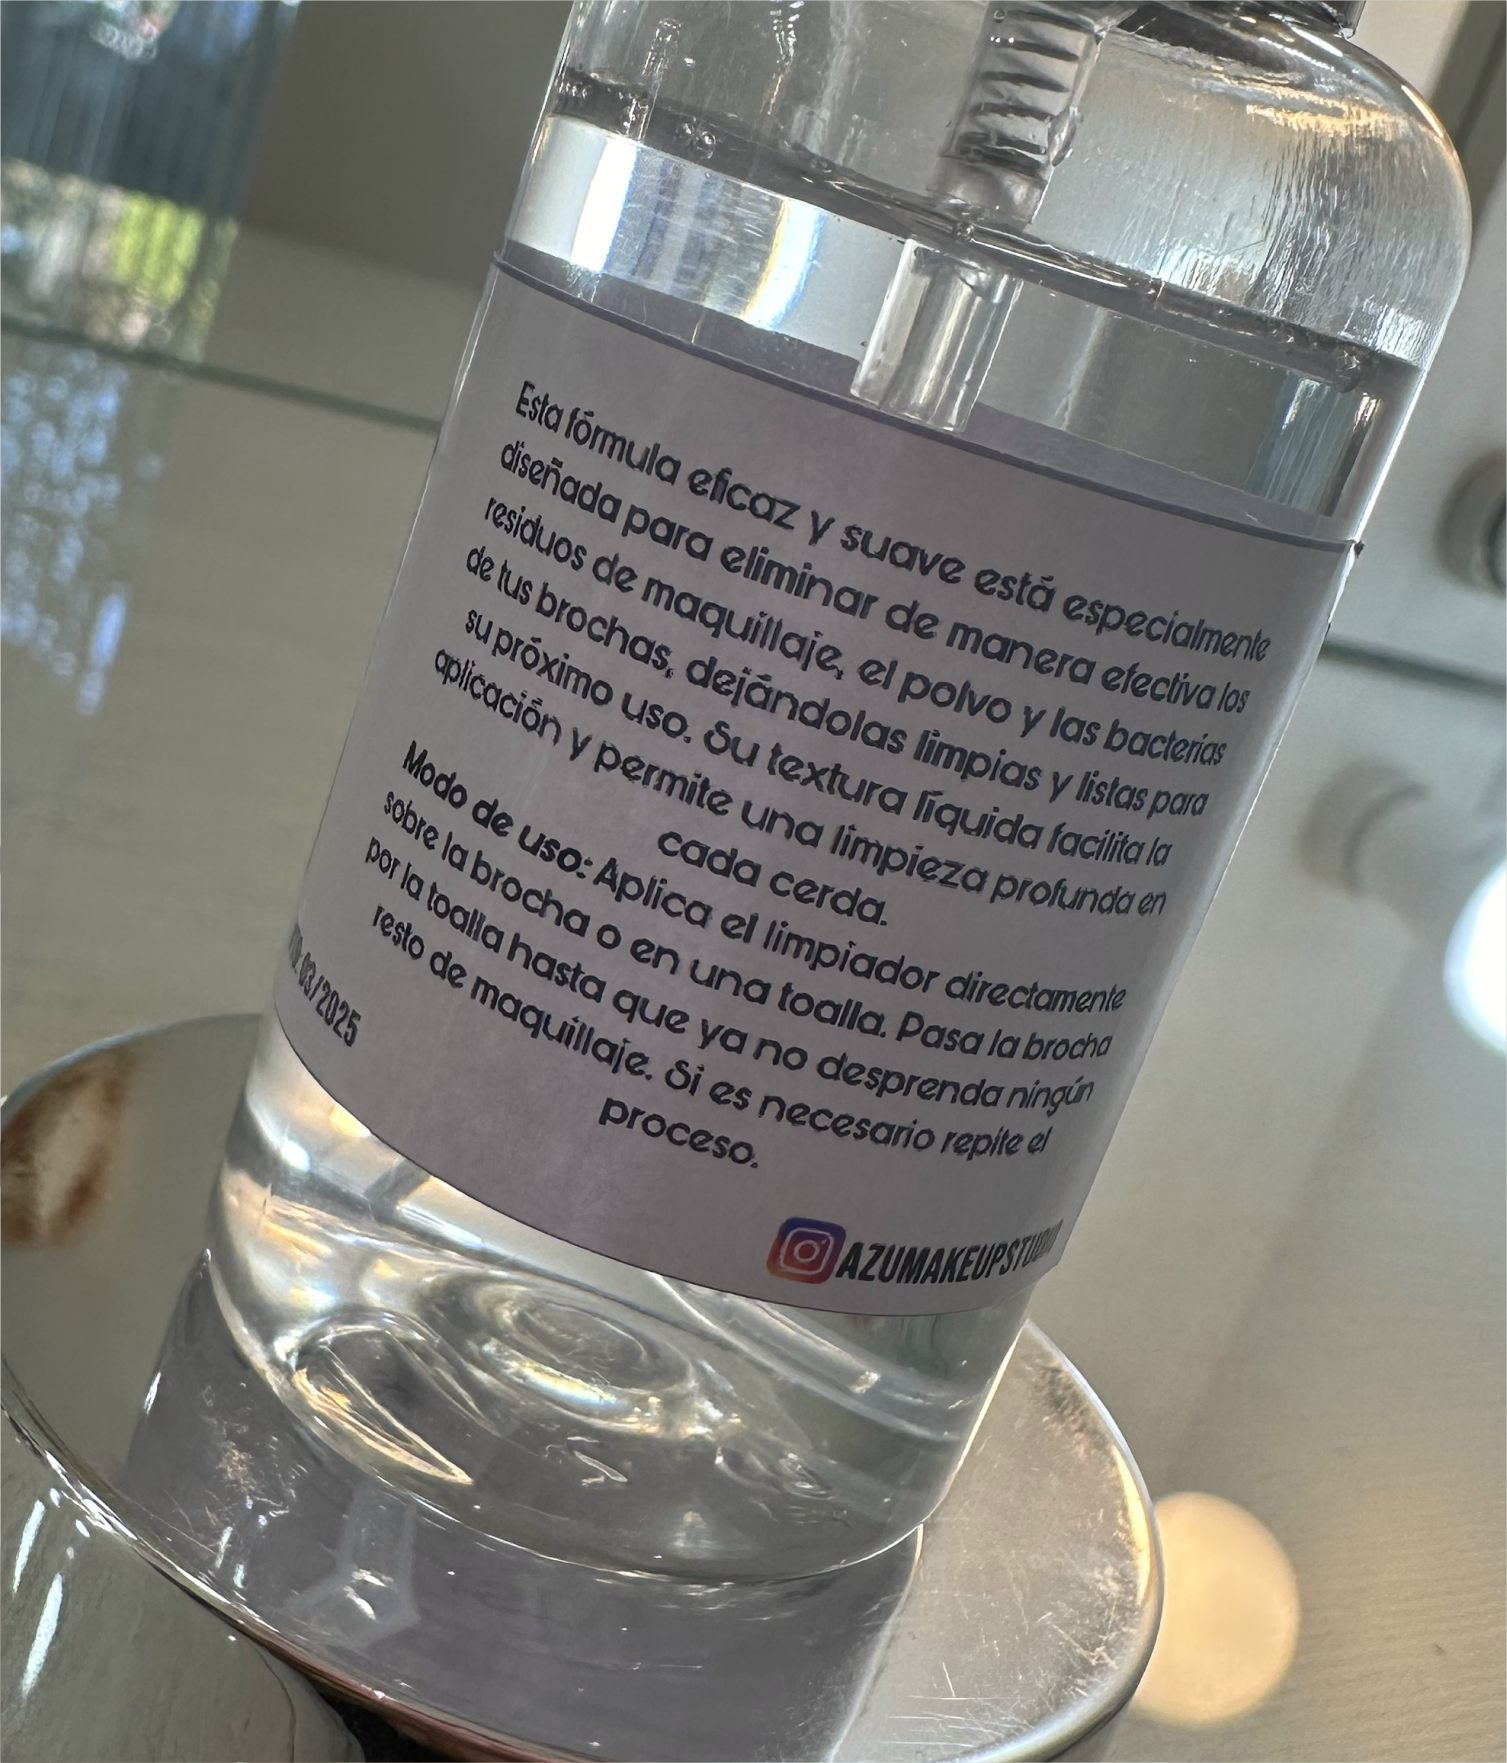 Esta fórmula eficaz y suave está especialmente
diseñada para eliminar de manera efectiva los
residuos de maquillaje, el polvo y las bacterias
de tus brochas, dejándolas limpias y listas para
su próximo uso. Su textura líquida facilita la
aplicación y permite una limpieza profunda en
cada cerda.
Modo de uso: Aplica el limpiador directamente
sobre la brocha o en una toalla. Pasa la brocha
por la toalla hasta que ya no desprenda ningún
resto de maquillaje. Si es necesario repite el
proceso.
03/2025
AZUMAKEUPSTUDIO